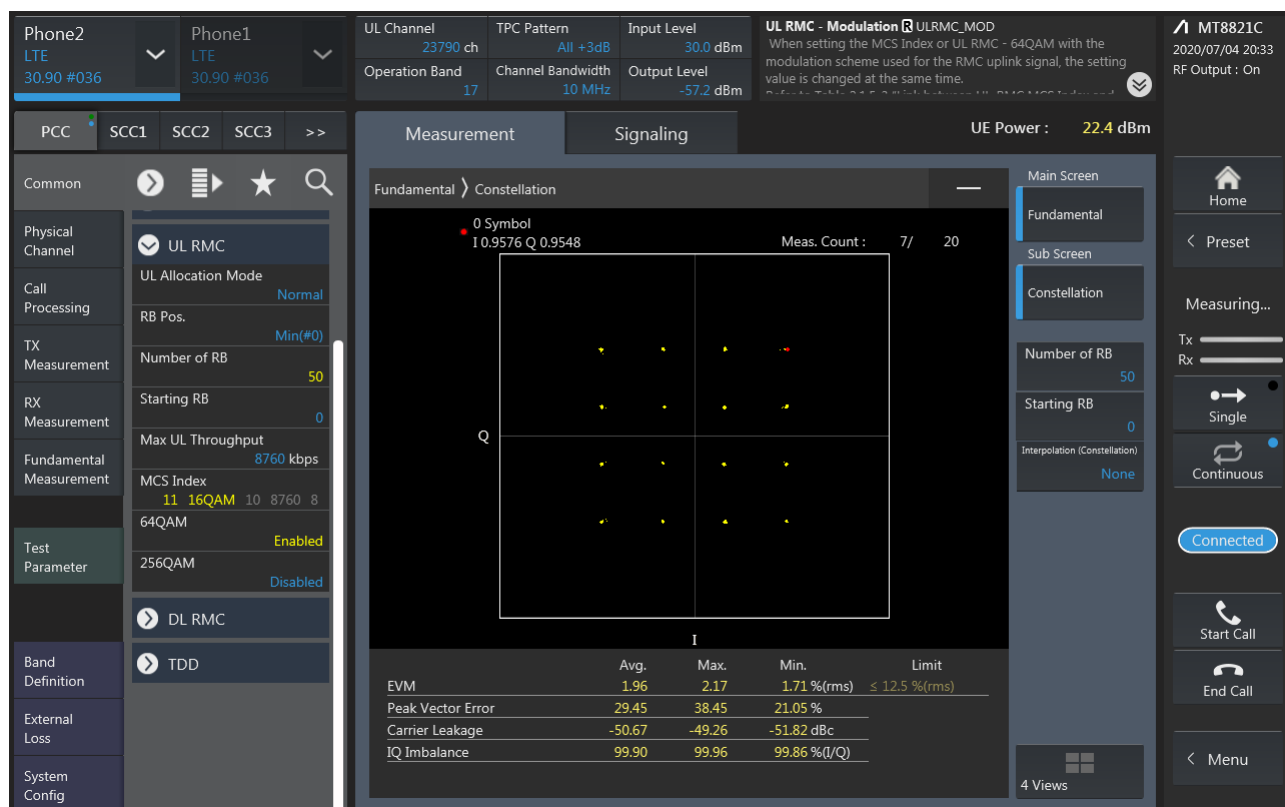 Phone2
LTE
30.90 #036
Phone1
LTE
30.90 #036
UL Channel
23790 ch
TPC Pattern
All +3dB
Input Level
30.0 dBm
Operation Band
17
Channel Bandwidth
10 MHz
Output Level
-57.2 dBm
UL RMC - Modulation R ULRMC_MOD
When setting the MCS Index or UL RMC -
64QAM with the
modulation scheme used for the RMC uplink signal, the setting
value is changed at the same time.
MT8821C
2020/07/04 20:33
RF Output : On
PCC SCC1 SCC2 SCC3 >>
Measurement
Signaling
UE Power : 22.4 dBm
Common
Physical
Channel
Call
Processing
TX
Measurement
RX
Measurement
Fundamental
Measurement
Test
Parameter
Band
Definition
External
Loss
System
Config
UL RMC
UL Allocation Mode
Normal
RB Pos.
Min(#0)
Number of RB
50
Starting RB
0
Max UL Throughput
8760 kbps
MCS Index
11 16QAM 10 8760 8
64QAM
Enabled
256QAM
Disabled
DL RMC
TDD
Fundamental 〉 Constellation
0 Symbol
I 0.9576 Q 0.9548
Meas. Count : 7/ 20
Q
I
Avg. Max. Min. Limit
EVM 1.96 2.17 1.71 %(rms) ≤ 12.5 %(rms)
Peak Vector Error 29.45 38.45 21.05 %
Carrier Leakage -50.67 -49.26 -51.82 dBc
IQ Imbalance 99.90 99.96 99.86 %(I/Q)
Main Screen
Fundamental
Sub Screen
Constellation
Number of RB
50
Starting RB
0
Interpolation (Constellation)
None
4 Views
Home
< Preset
Measuring...
Tx
Rx
Single
Continuous
Connected
Start Call
End Call
< Menu